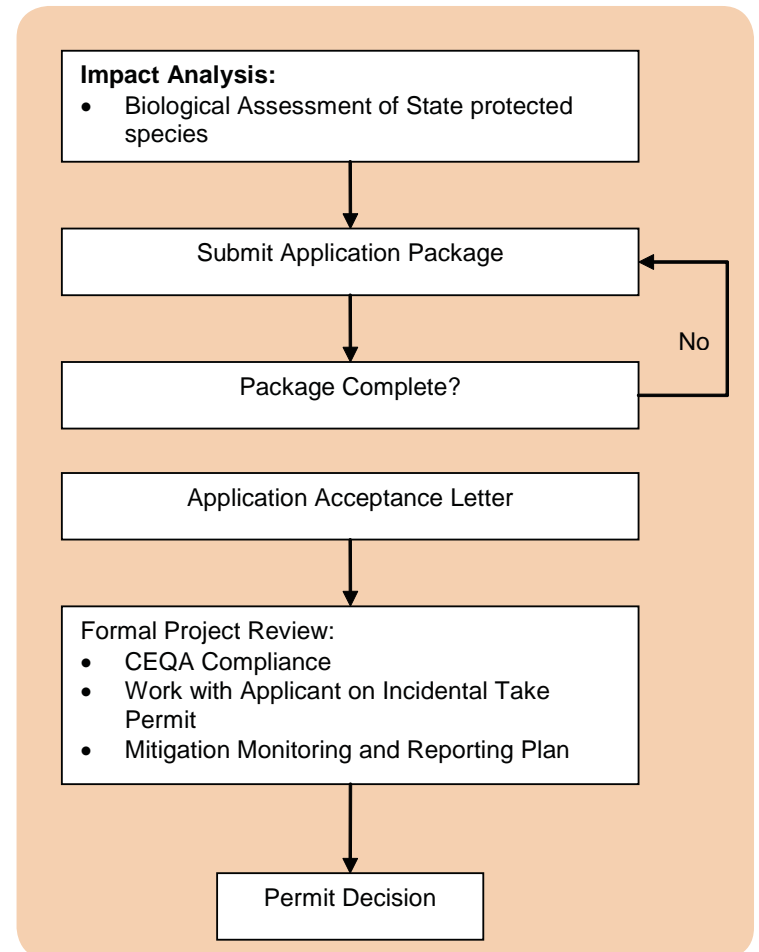 Impact Analysis:
• Biological Assessment of State protected
species
Submit Application Package
No
Package Complete?
Application Acceptance Letter
Formal Project Review:
• CEQA Compliance
• Work with Applicant on Incidental Take
Permit
• Mitigation Monitoring and Reporting Plan
Permit Decision